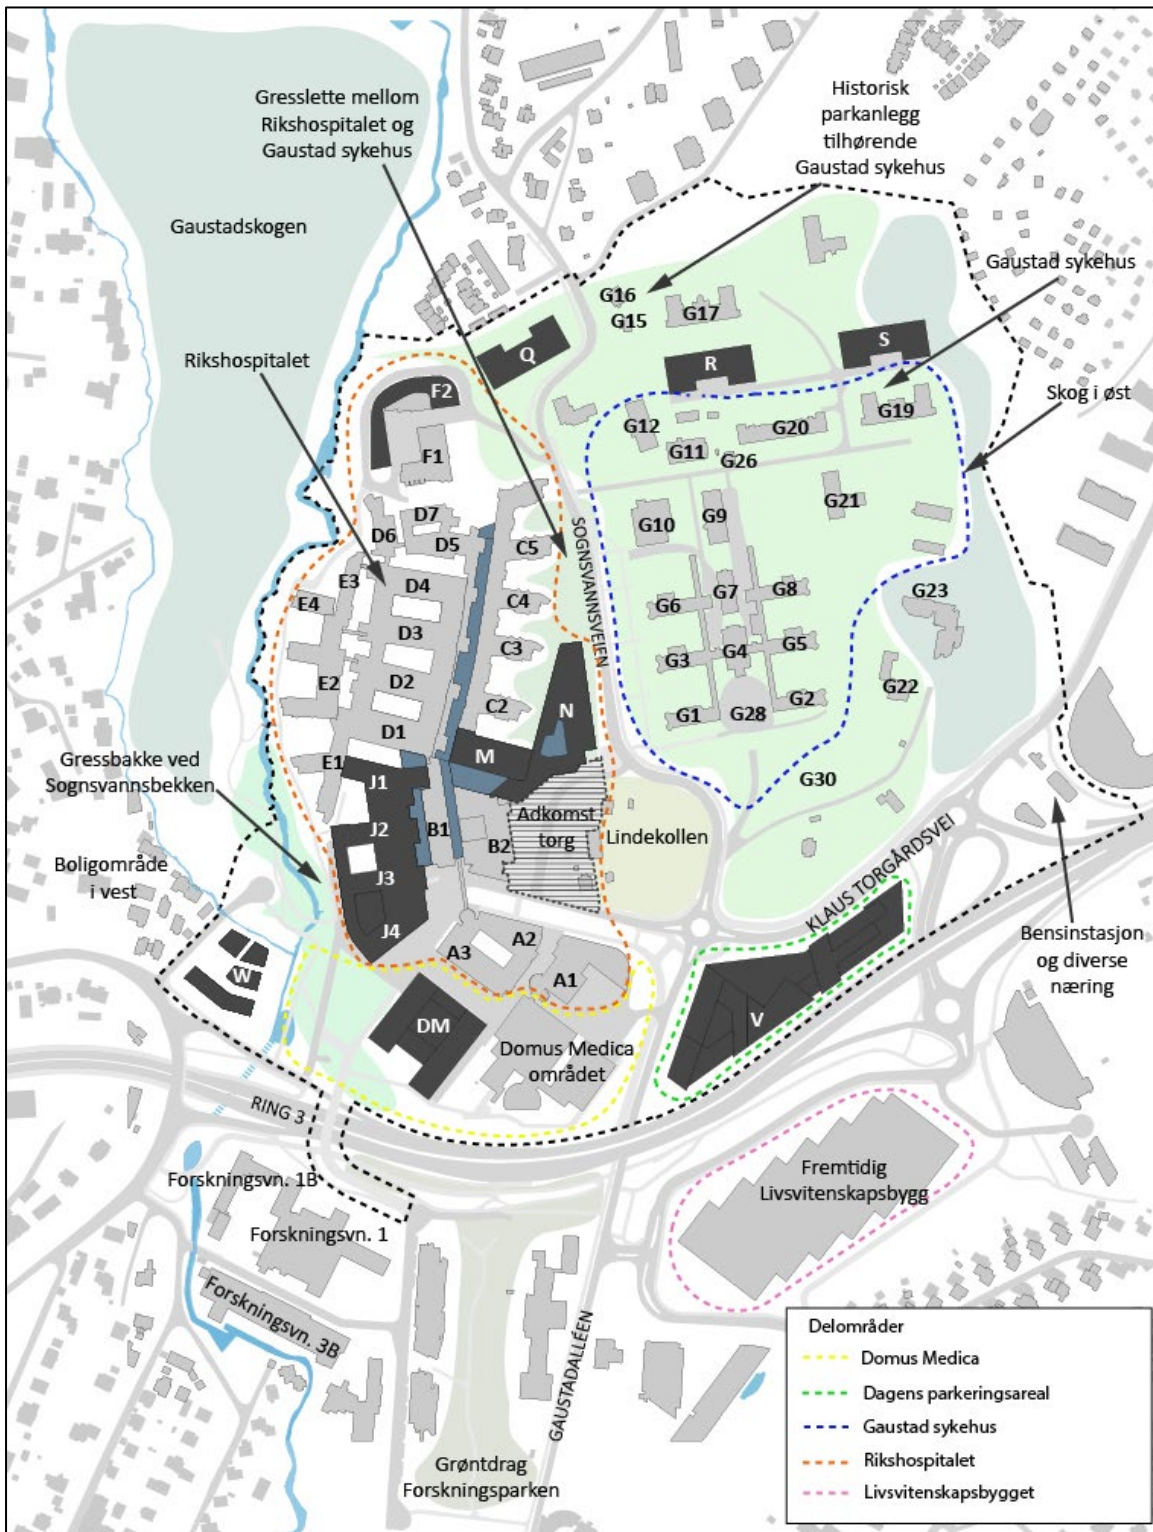 Gresslette mellom
Rikshospitalet og
Gaustad sykehus
Historisk
parkanlegg
tilhørende
Gaustad sykehus
Gaustadskogen
Gaustad sykehus
G16
G15
G17
Q
R
S
Rikshospitalet
Skog i øst
F2
F1
G12
G11
G20
G19
G26
G21
D7
D6
D5
C5
G10
G9
SOGNSVANNSVEIEN
E3
E4
D4
C4
G6
G7
G8
G23
D3
C3
G3
G4
G5
E2
D2
C2
N
G1
G28
G2
G22
D1
M
Gressbakke ved
Sognsvannsbekken
E1
J1
G30
J2
B1
B2
Adkomst
torg
Lindekollen
Boligområde
i vest
J3
J4
KLAUS TORGÅRDSVEI
A3
A2
A1
Bensinstasjon
og diverse
næring
W
DM
V
Domus Medica
området
RING 3
Forskningsvn. 1B
Forskningsvn. 1
Forskningsvn. 3B
Fremtidig
Livsvitenskapsbygg
GAUSTADALLÉEN
Grøntdrag
Forskningsparken
Delområder
Domus Medica
Dagens parkeringsareal
Gaustad sykehus
Rikshospitalet
Livsvitenskapsbygget